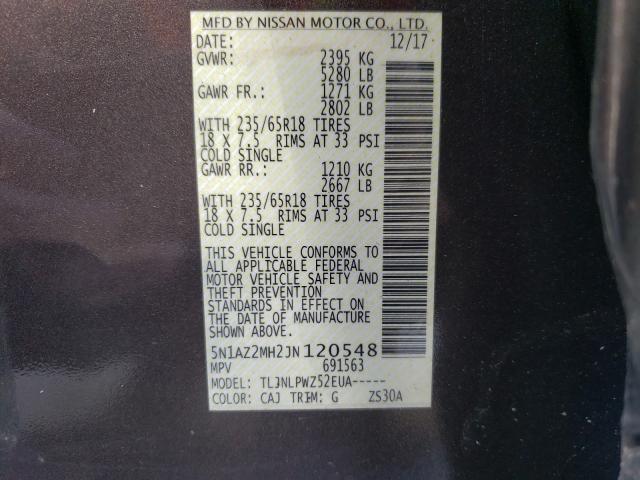 MFD BY NISSAN MOTOR CO., LTD.
DATE: 12/17
GVWR: 2395 KG
5280 LB
GAWR FR.: 1271 KG
2802 LB
WITH 235/65R18 TIRES
18 X 7.5 RIMS AT 33 PSI
COLD SINGLE
GAWR RR.: 1210 KG
2667 LB
WITH 235/65R18 TIRES
18 X 7.5 RIMS AT 33 PSI
COLD SINGLE
THIS VEHICLE CONFORMS TO
ALL APPLICABLE FEDERAL
MOTOR VEHICLE SAFETY AND
THEFT PREVENTION
STANDARDS IN EFFECT ON
THE DATE OF MANUFACTURE
SHOWN ABOVE.
5N1AZ2MH2JN120548
MPV 691563
MODEL: TLJNLPWZ52EUA-----
COLOR: CAJ TRIM: G ZS30A